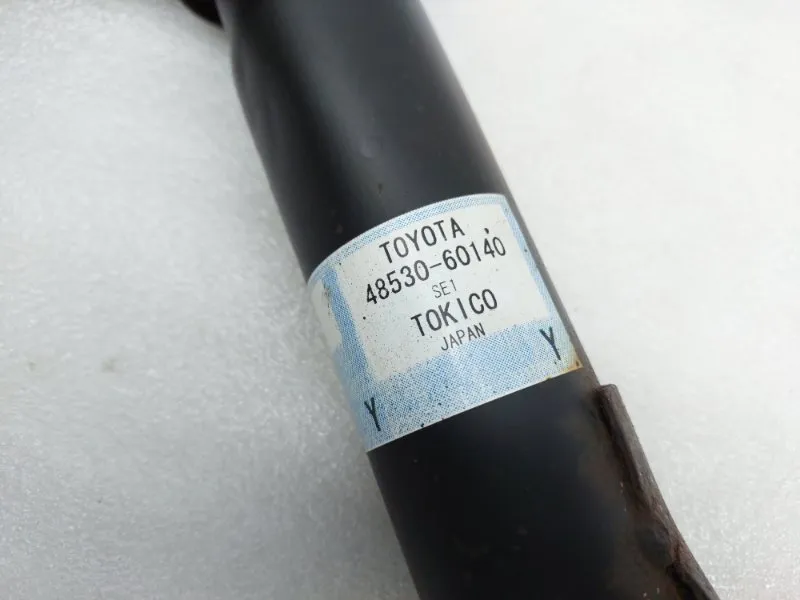 TOYOTA
48530-60140
SE1
TOKICO
JAPAN
Y Y